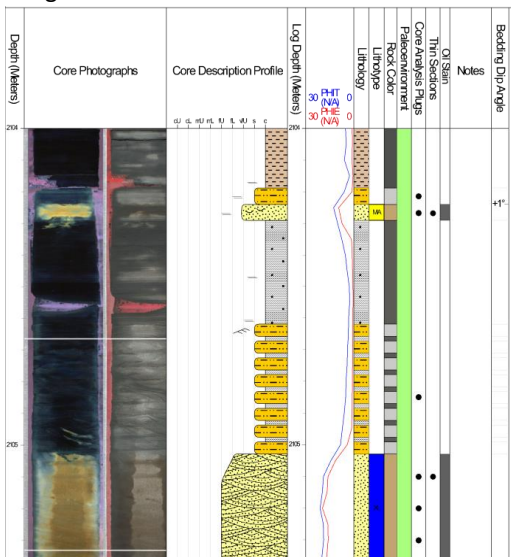 Depth (Meters)
Core Photographs
Core Description Profile
Log Depth (Meters)
30 PHIT 0
(N/A)
30 PHIE 0
(N/A)
Lithology
Lithotype
Rock Color
Paleoenvironment
Core Analysis Plugs
Thin Sections
Oil Stain
Notes
Bedding Dip Angle
cU cL mU mL fU fL vfU s c
2104
2104
MA
+1°
2105
2105